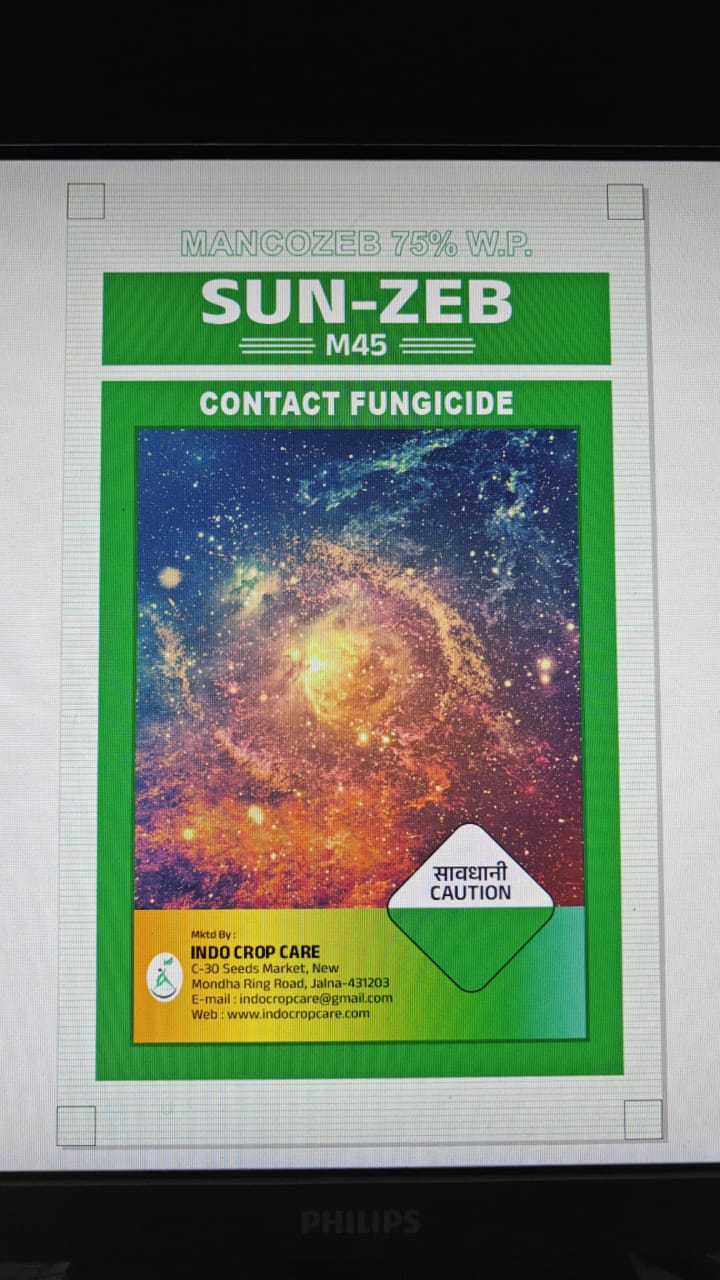 MANCOZEB 75% W.P.
SUN-ZEB
M45
CONTACT FUNGICIDE
सावधानी
CAUTION
Mktd By :
INDO CROP CARE
C-30 Seeds Market, New
Mondha Ring Road, Jalna-431203
E-mail : indocropcare@gmail.com
Web : www.indocropcare.com
PHILIPS